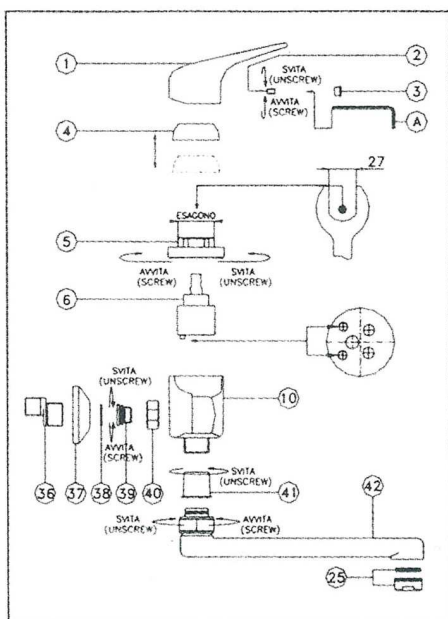 1
2
SVITA
(UNSCREW)
3
AVVITA
(SCREW)
A
4
27
ESAGONO
5
AVVITA
(SCREW)
SVITA
(UNSCREW)
6
SVITA
(UNSCREW)
10
AVVITA
(SCREW)
36
37
38
39
40
SVITA
(UNSCREW)
41
42
SVITA
(UNSCREW)
AVVITA
(SCREW)
25